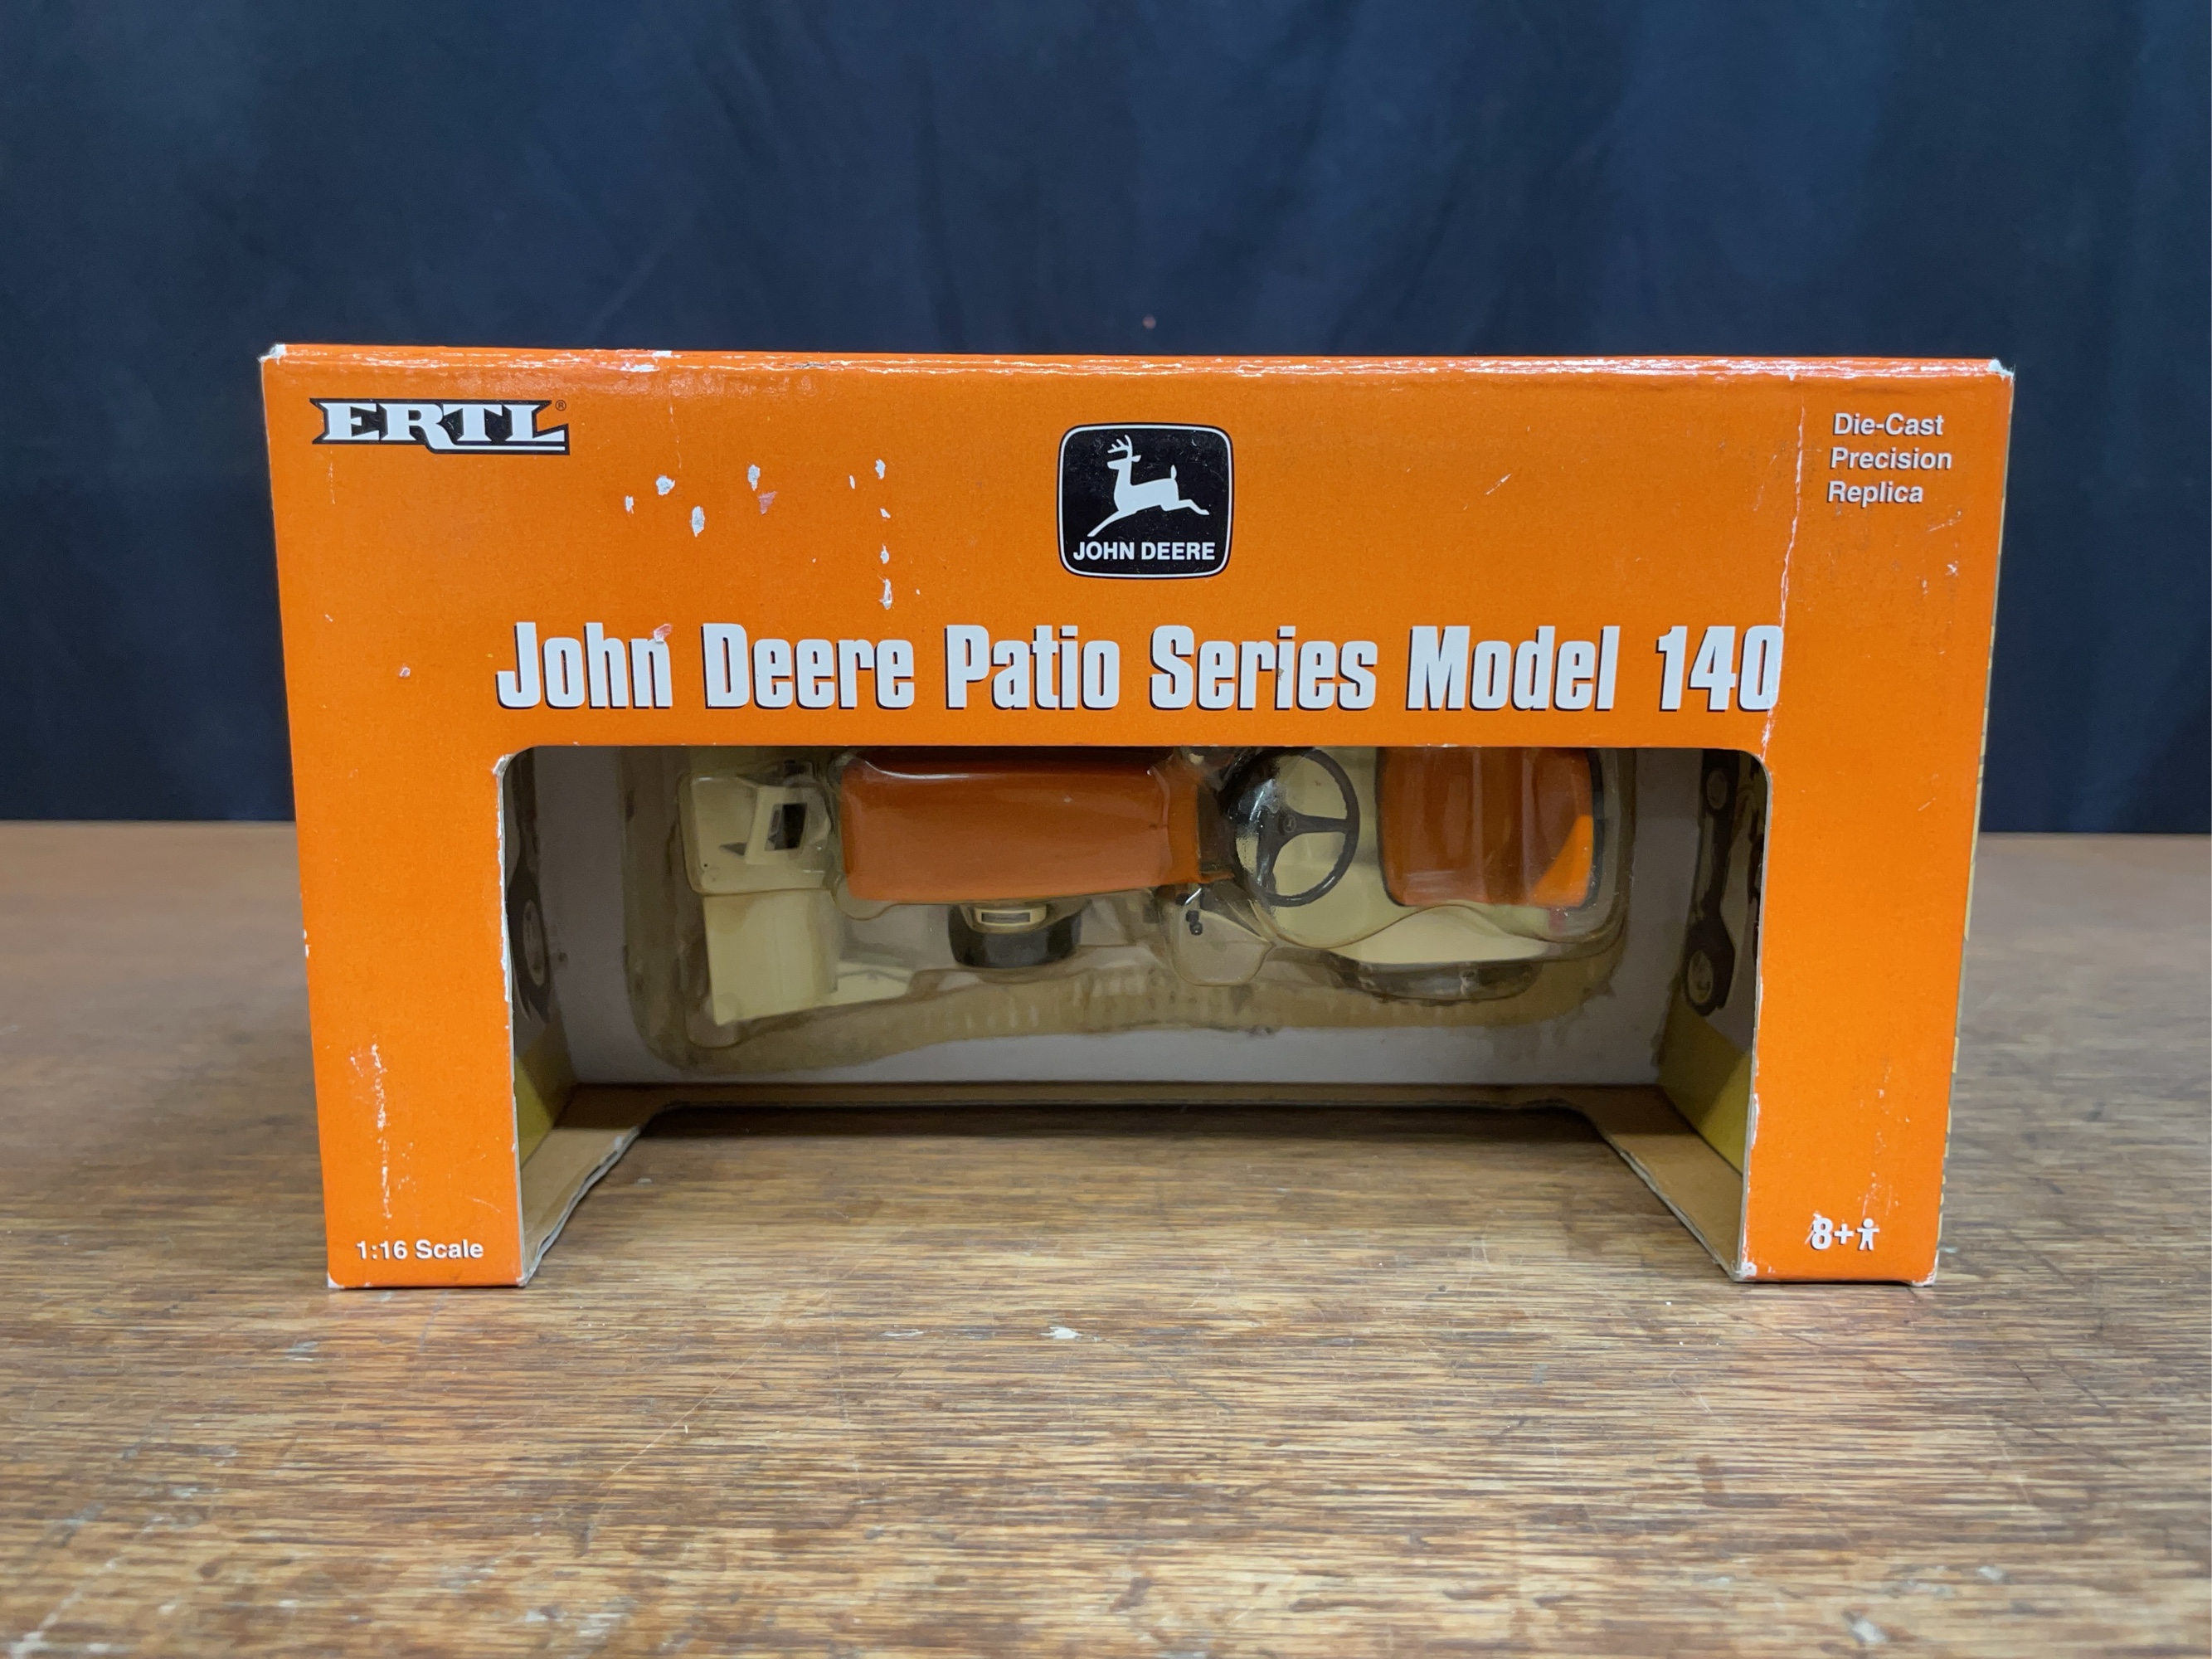 ERTL®
Die-Cast
Precision
Replica
JOHN DEERE
John Deere Patio Series Model 140
1:16 Scale
8+